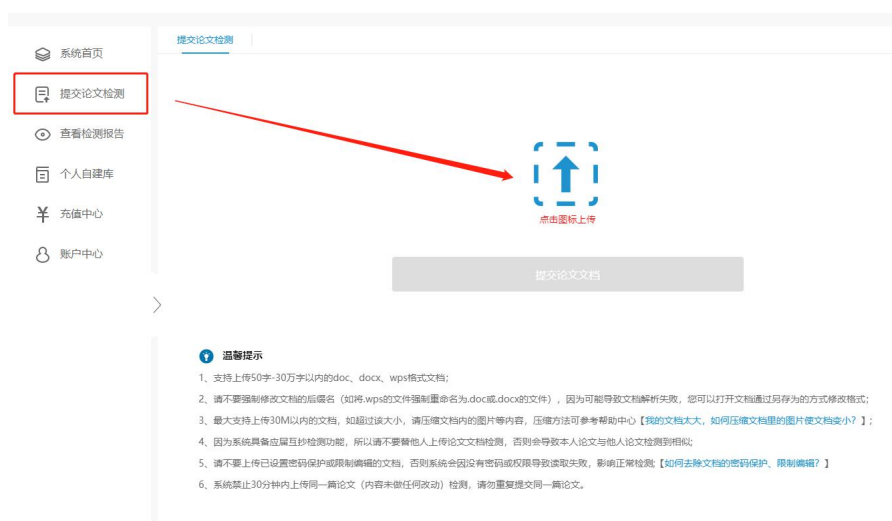 提交论文检测
系统首页
提交论文检测
查看检测报告
个人自建库
充值中心
账户中心
点击图标上传
提交论文文档
温馨提示
1、支持上传50字-30万字以内的doc、docx、wps格式文档;
2、请不要强制修改文档的后缀名（如将.wps的文件强制重命名为.doc或.docx的文件），因为可能导致文档解析失败，您可以打开文档通过另存为的方式修改格式;
3、最大支持上传30M以内的文档，如超过该大小，请压缩文档内的图片等内容，压缩方法可参考帮助中心【我的文档太大，如何压缩文档里的图片使文档变小？】;
4、因为系统具备应届互抄检测功能，所以请不要替他人上传论文文档检测，否则会导致本人论文与他人论文检测到相似;
5、请不要上传已设置密码保护或限制编辑的文档，否则系统会因没有密码或权限导致读取失败，影响正常检测;【如何去除文档的密码保护、限制编辑？】
6、系统禁止30分钟内上传同一篇论文（内容未做任何改动）检测，请勿重复提交同一篇论文。